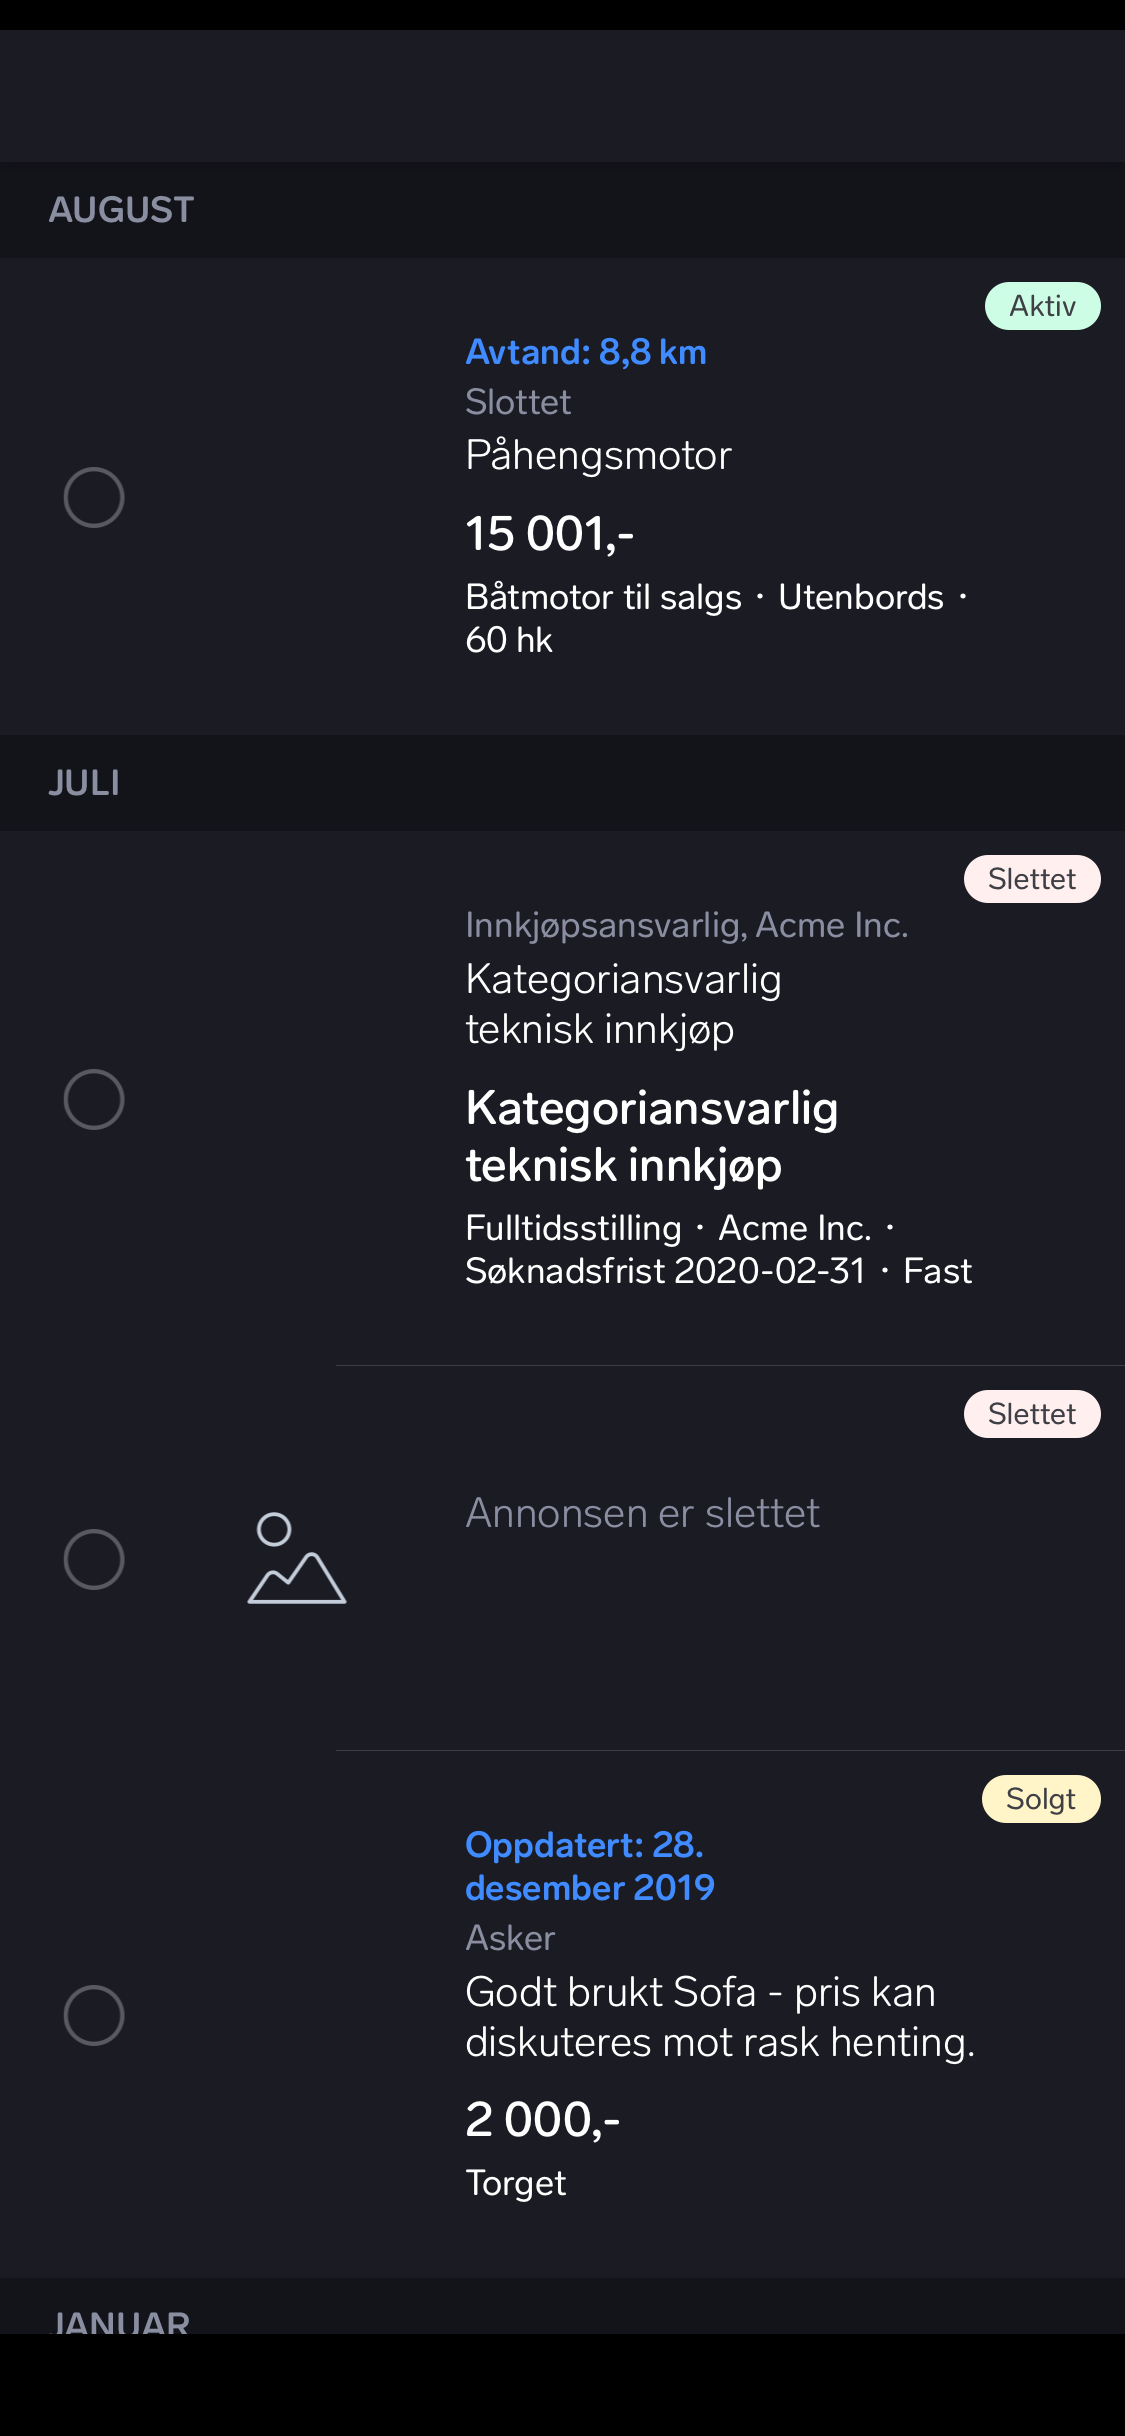 AUGUST
Aktiv
Avtand: 8,8 km
Slottet
Påhengsmotor
15 001,-
Båtmotor til salgs · Utenbords ·
60 hk
JULI
Slettet
Innkjøpsansvarlig, Acme Inc.
Kategoriansvarlig
teknisk innkjøp
Kategoriansvarlig
teknisk innkjøp
Fulltidsstilling · Acme Inc. ·
Søknadsfrist 2020-02-31 · Fast
Slettet
Annonsen er slettet
Solgt
Oppdatert: 28.
desember 2019
Asker
Godt brukt Sofa - pris kan
diskuteres mot rask henting.
2 000,-
Torget
JANUAR